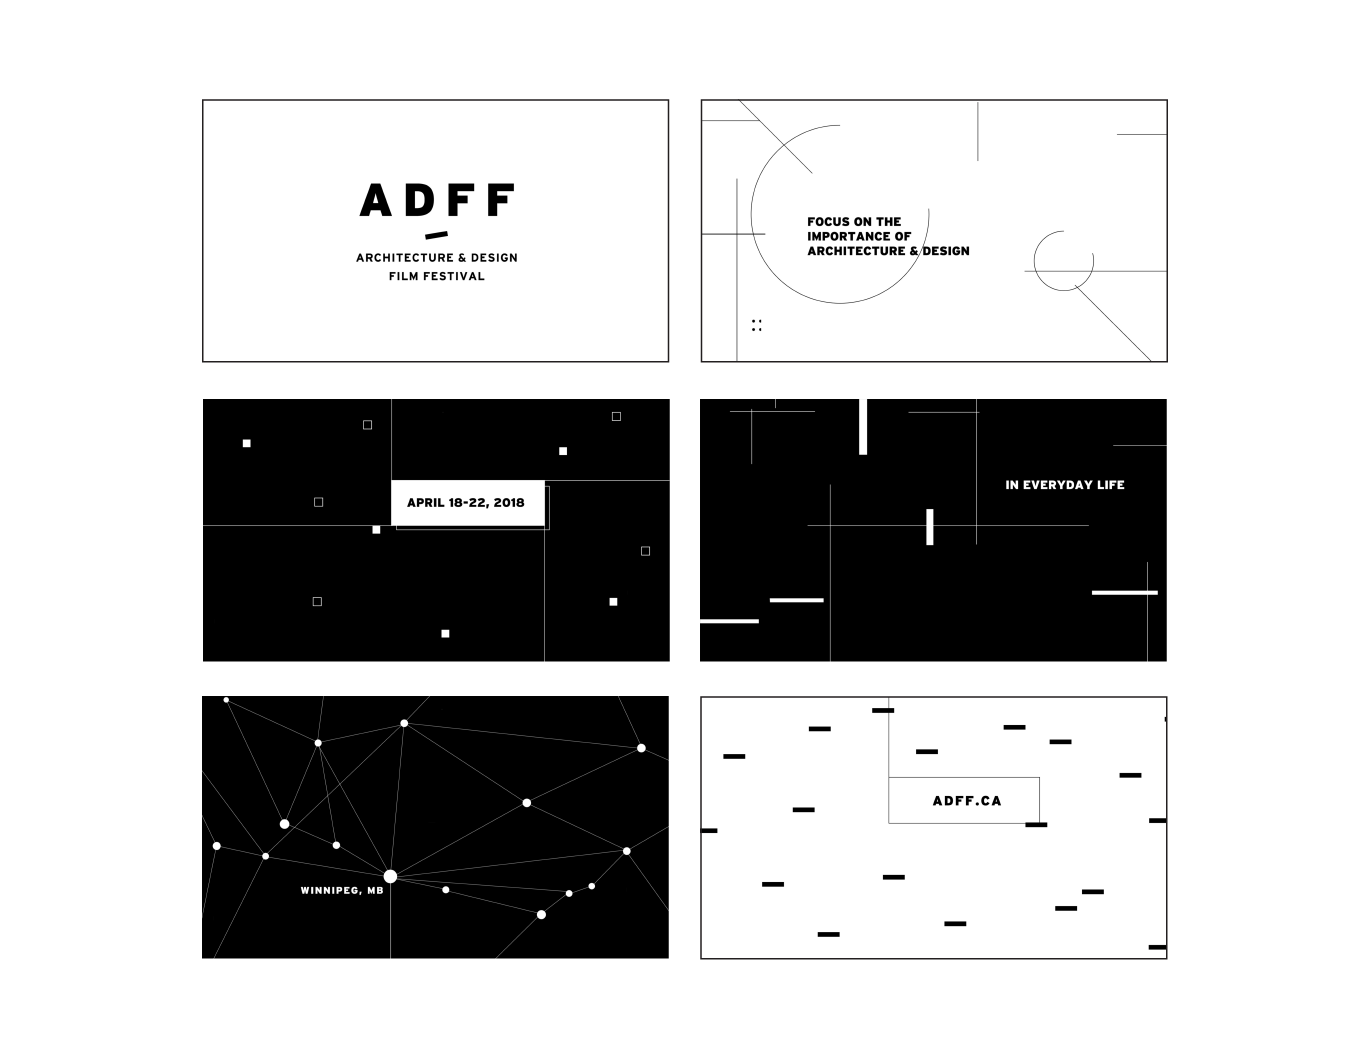 ADFF
ARCHITECTURE & DESIGN
FILM FESTIVAL
FOCUS ON THE
IMPORTANCE OF
ARCHITECTURE & DESIGN
APRIL 18-22, 2018
IN EVERYDAY LIFE
WINNIPEG, MB
ADFF.CA